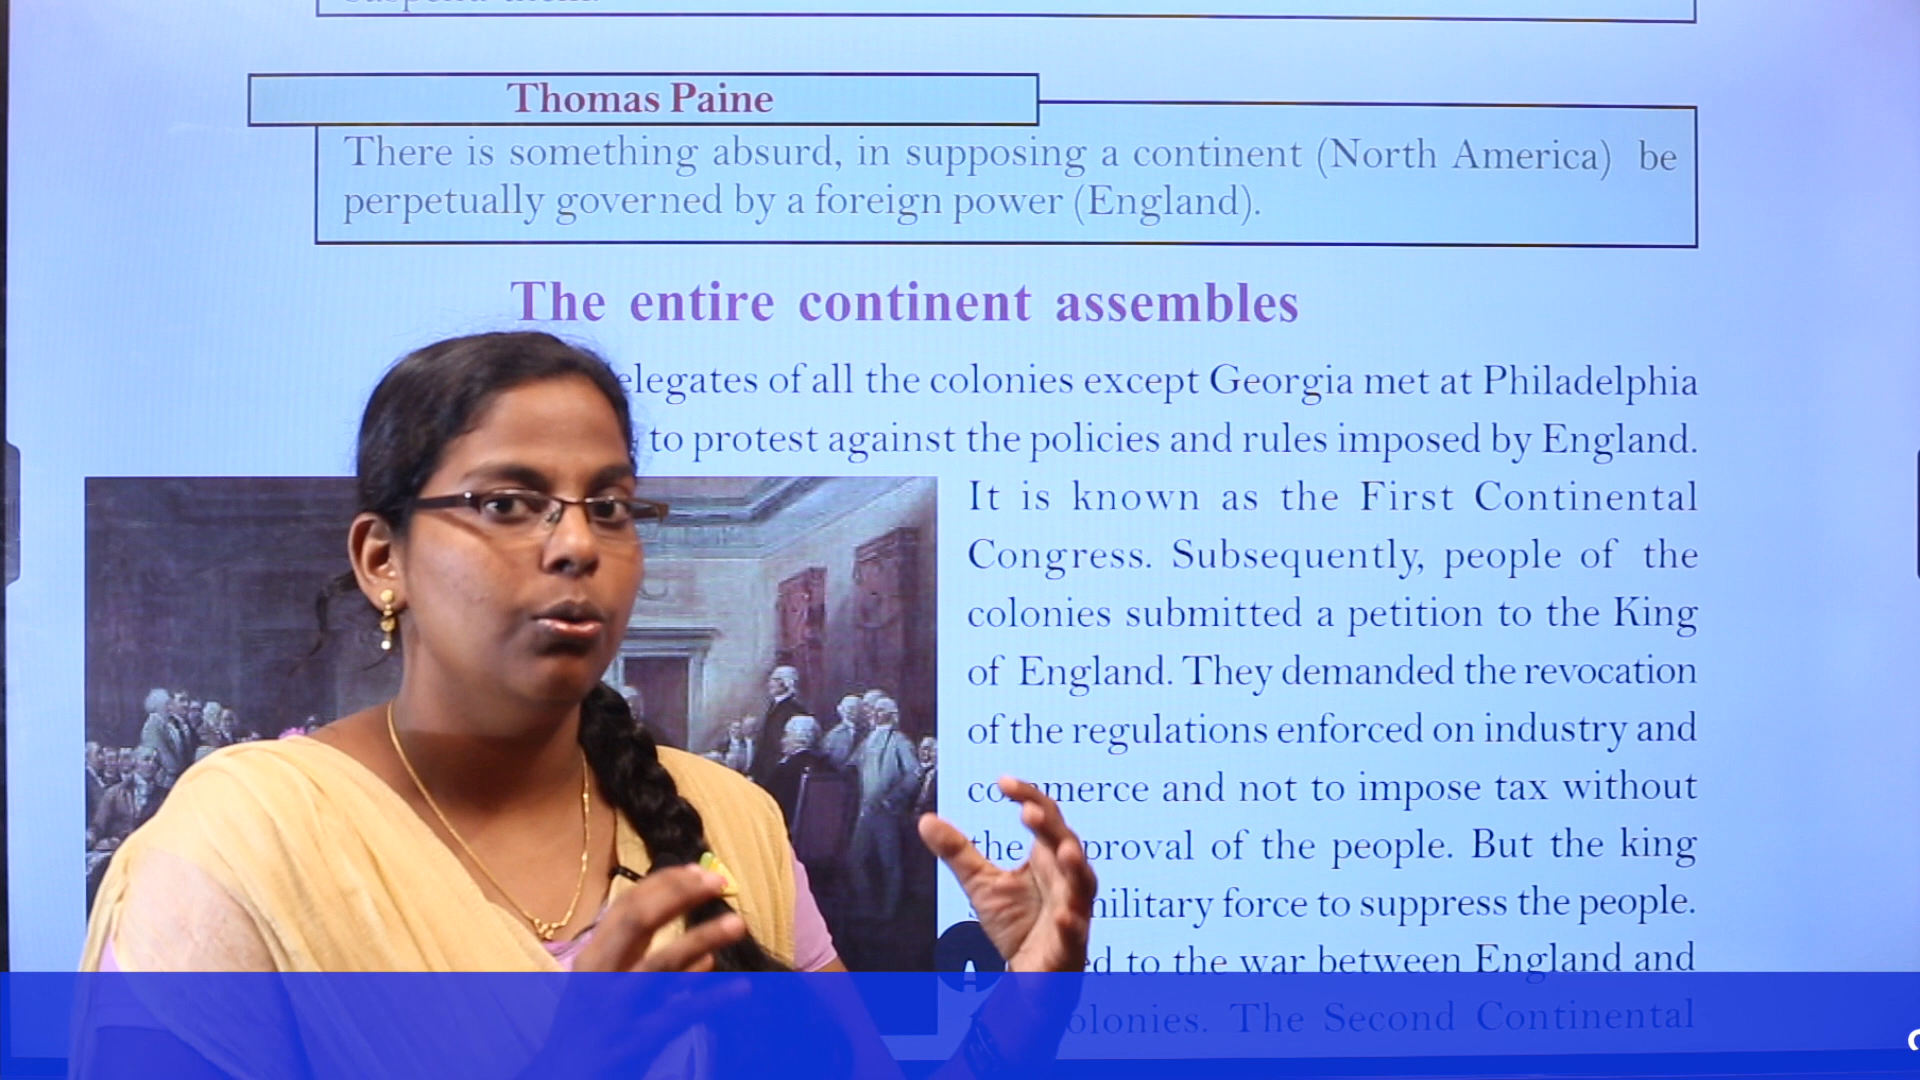 Thomas Paine
There is something absurd, in supposing a continent (North America) be
perpetually governed by a foreign power (England).
The entire continent assembles
of all the colonies except Georgia met at Philadelphia
to protest against the policies and rules imposed by England.
It is known as the First Continental
Congress. Subsequently, people of the
colonies submitted a petition to the King
of England. They demanded the revocation
of the regulations enforced on industry and
commerce and not to impose tax without
the approval of the people. But the king
military force to suppress the people.
to the war between England and
colonies. The Second Continental